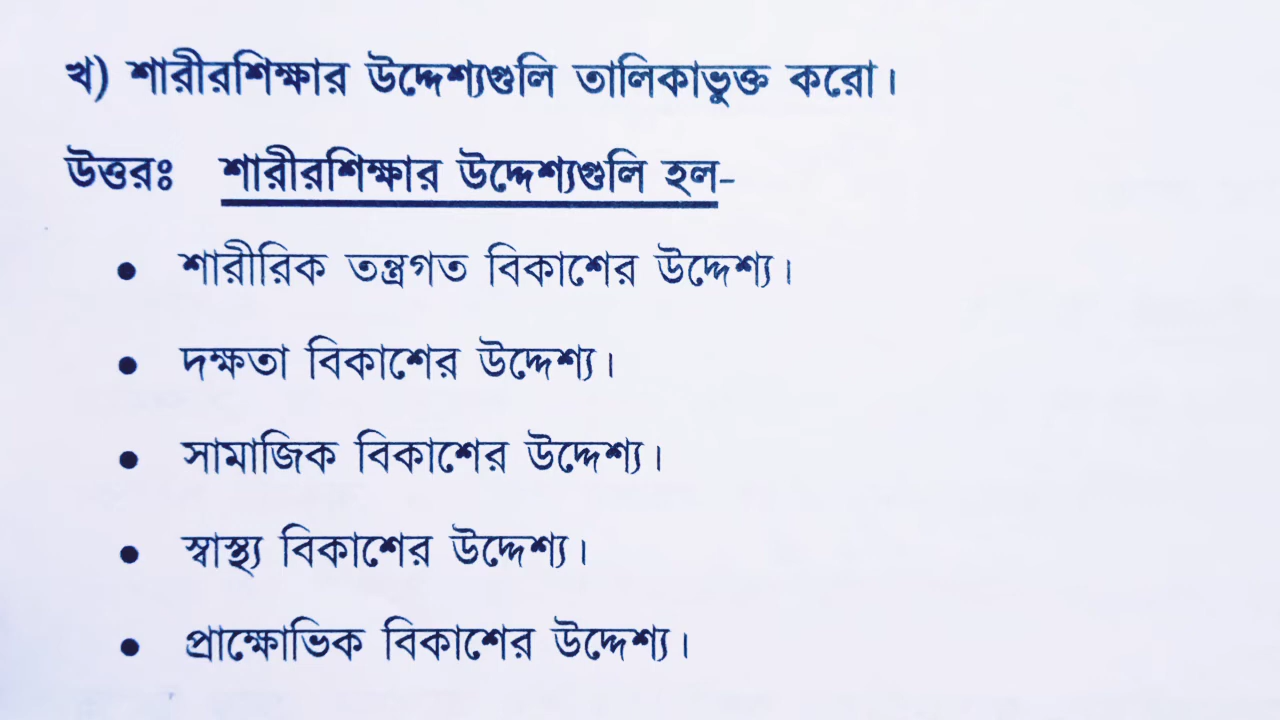 খ) শারীরশিক্ষার উদ্দেশ্যগুলি তালিকাভুক্ত করো।
উত্তরঃ শারীরশিক্ষার উদ্দেশ্যগুলি হল-
• শারীরিক তন্ত্রগত বিকাশের উদ্দেশ্য।
• দক্ষতা বিকাশের উদ্দেশ্য।
• সামাজিক বিকাশের উদ্দেশ্য।
• স্বাস্থ্য বিকাশের উদ্দেশ্য।
• প্রাক্ষোভিক বিকাশের উদ্দেশ্য।